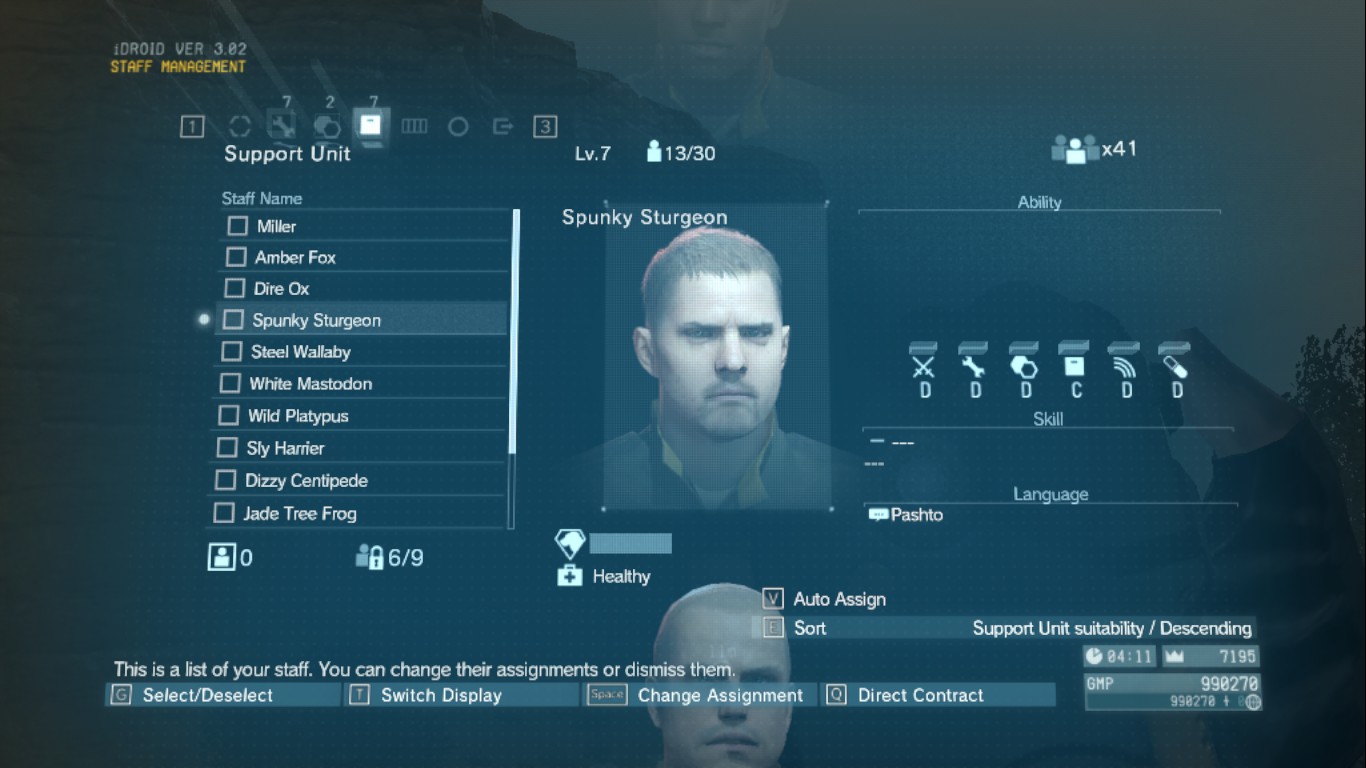 iDROID VER 3.02
STAFF MANAGEMENT
7 2 7
1 3
Support Unit Lv.7 13/30 x41
Staff Name
Miller
Amber Fox
Dire Ox
Spunky Sturgeon
Steel Wallaby
White Mastodon
Wild Platypus
Sly Harrier
Dizzy Centipede
Jade Tree Frog
0 6/9
Spunky Sturgeon
Healthy
Ability
D D D C D D
Skill
- ---
---
Language
Pashto
V Auto Assign
E Sort Support Unit suitability / Descending
This is a list of your staff. You can change their assignments or dismiss them.
G Select/Deselect T Switch Display Space Change Assignment Q Direct Contract
04:11 7195
GMP 990270
990270 + 0